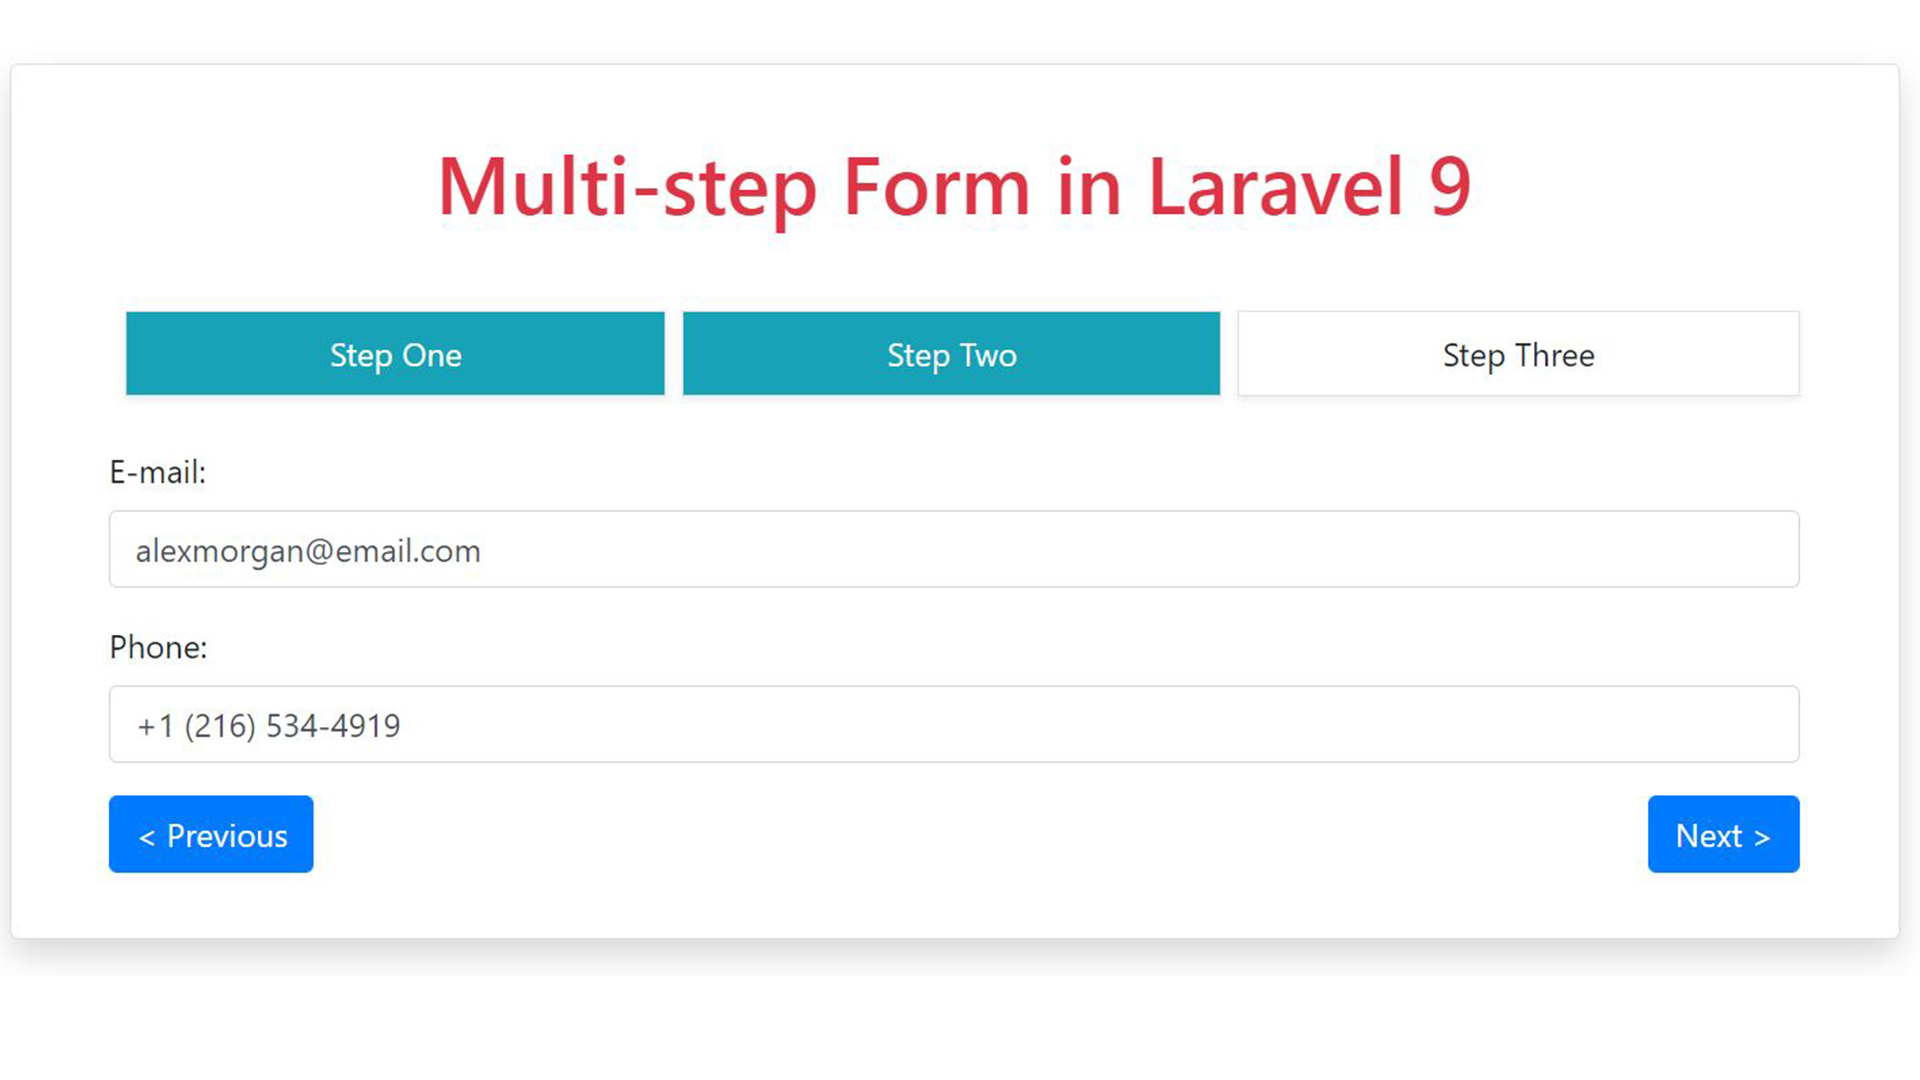 Multi-step Form in Laravel 9
Step One
Step Two
Step Three
E-mail:
alexmorgan@email.com
Phone:
+1 (216) 534-4919
< Previous
Next >